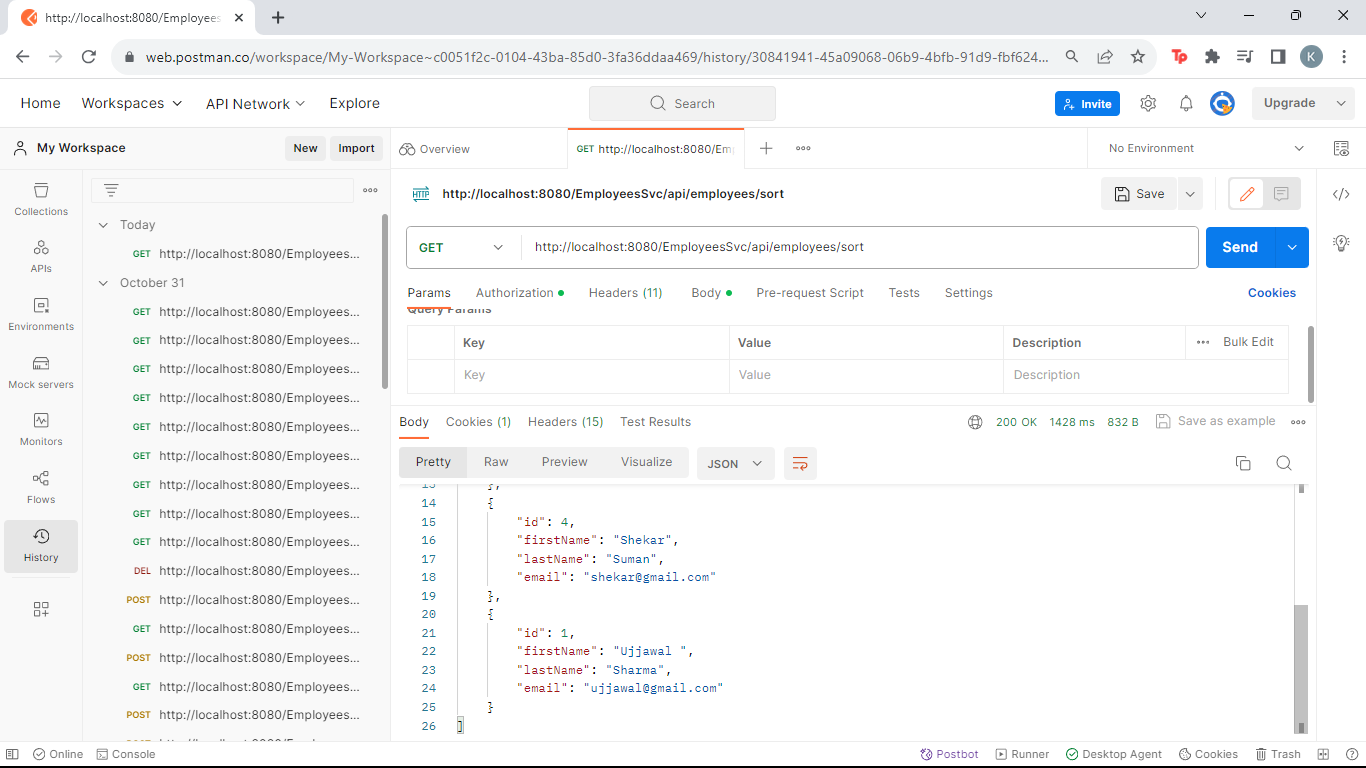 http://localhost:8080/Employees
web.postman.co/workspace/My-Workspace~c0051f2c-0104-43ba-85d0-3fa36ddaa469/history/30841941-45a09068-06b9-4bfb-91d9-fbf624...
Tp
K
Home Workspaces API Network Explore
Search
Invite
Upgrade
My Workspace
New Import
Overview
GET http://localhost:8080/Em
No Environment
Collections
APIs
Environments
Mock servers
Monitors
Flows
History
Today
GET http://localhost:8080/Employees...
October 31
GET http://localhost:8080/Employees...
GET http://localhost:8080/Employees...
GET http://localhost:8080/Employees...
GET http://localhost:8080/Employees...
GET http://localhost:8080/Employees...
GET http://localhost:8080/Employees...
GET http://localhost:8080/Employees...
GET http://localhost:8080/Employees...
GET http://localhost:8080/Employees...
DEL http://localhost:8080/Employees...
POST http://localhost:8080/Employees...
GET http://localhost:8080/Employees...
POST http://localhost:8080/Employees...
GET http://localhost:8080/Employees...
POST http://localhost:8080/Employees...
HTTP http://localhost:8080/EmployeesSvc/api/employees/sort
Save
GET http://localhost:8080/EmployeesSvc/api/employees/sort
Send
Params Authorization Headers (11) Body Pre-request Script Tests Settings Cookies
Query Params
Key Value Description Bulk Edit
Key Value Description
Body Cookies (1) Headers (15) Test Results
200 OK 1428 ms 832 B Save as example
Pretty Raw Preview Visualize JSON
13 },
14 {
15 "id": 4,
16 "firstName": "Shekar",
17 "lastName": "Suman",
18 "email": "shekar@gmail.com"
19 },
20 {
21 "id": 1,
22 "firstName": "Ujjawal ",
23 "lastName": "Sharma",
24 "email": "ujjawal@gmail.com"
25 }
26 ]
Online Console
Postbot Runner Desktop Agent Cookies Trash